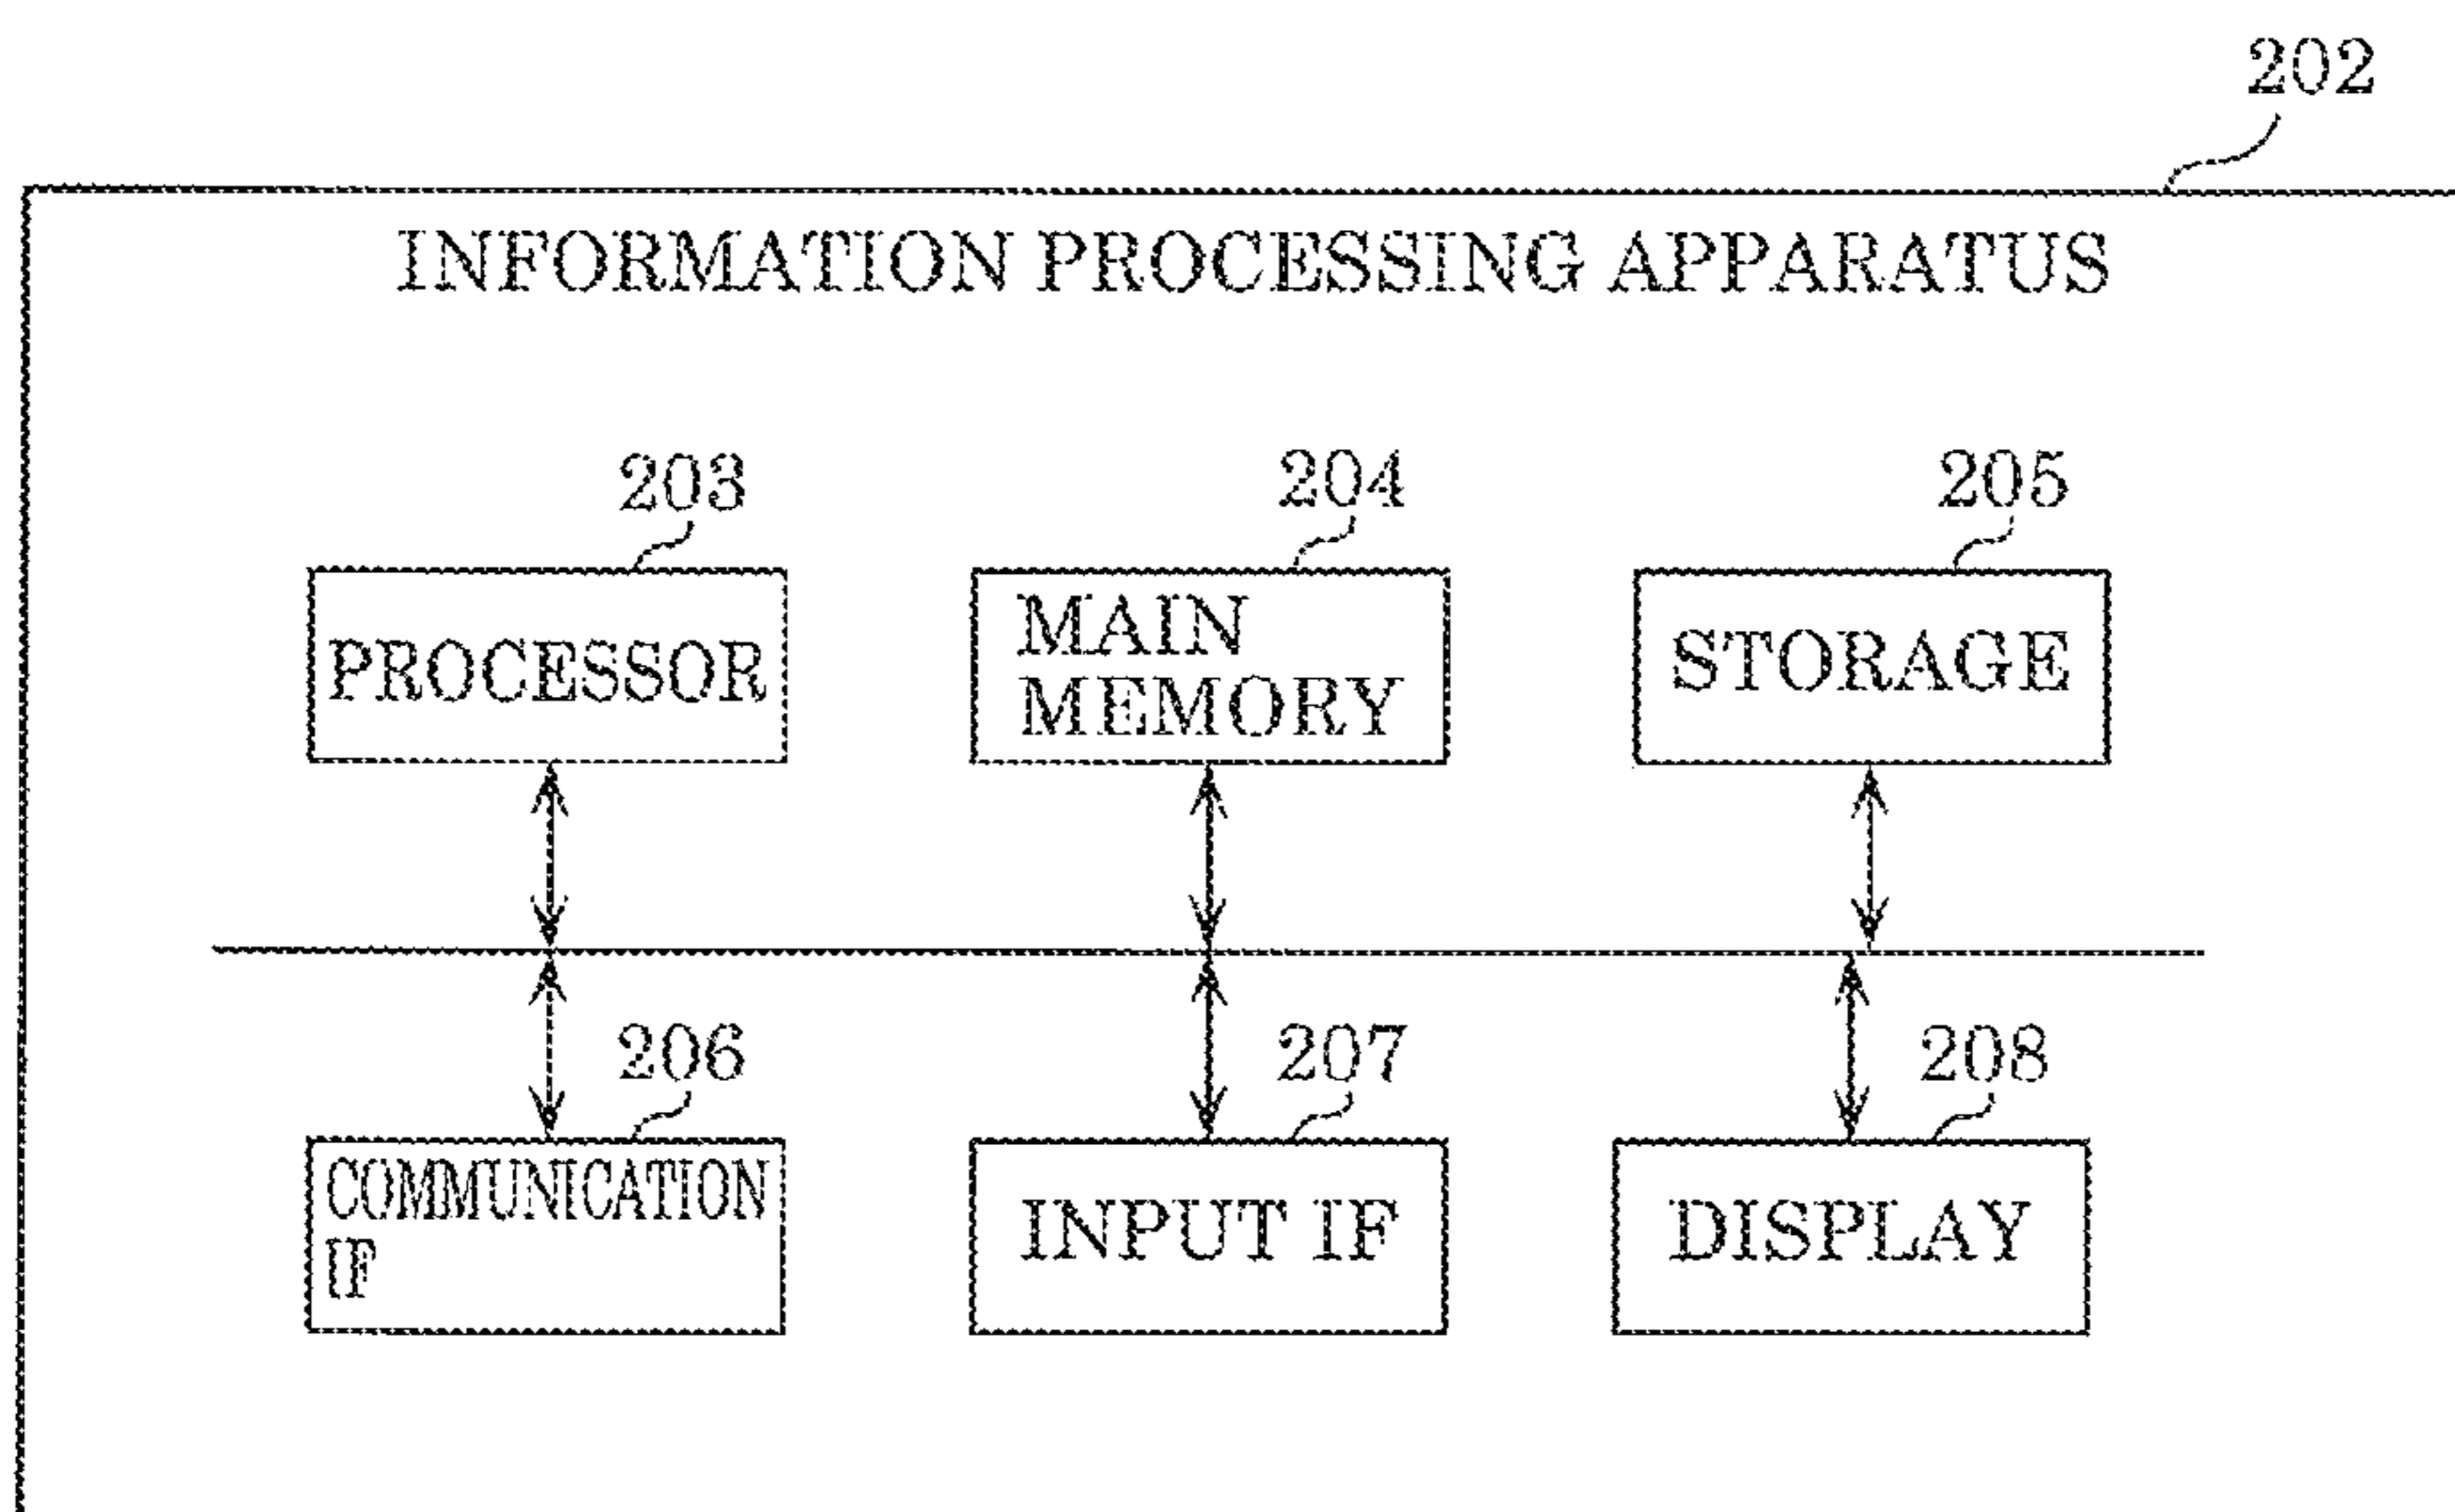 202
INFORMATION PROCESSING APPARATUS
203
204
205
PROCESSOR
MAIN
MEMORY
STORAGE
206
207
208
COMMUNICATION
IF
INPUT IF
DISPLAY